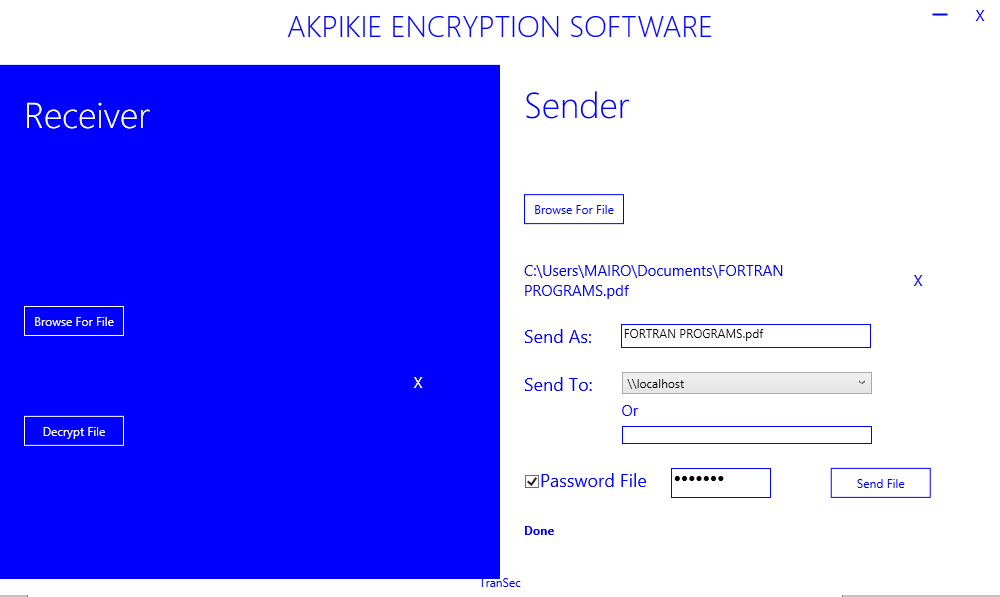 AKPIKIE ENCRYPTION SOFTWARE
X
Receiver
Browse For File
X
Decrypt File
Sender
Browse For File
C:\Users\MAIRO\Documents\FORTRAN
PROGRAMS.pdf
X
Send As:
FORTRAN PROGRAMS.pdf
Send To:
\\localhost
Or
Password File
•••••••
Send File
Done
TranSec